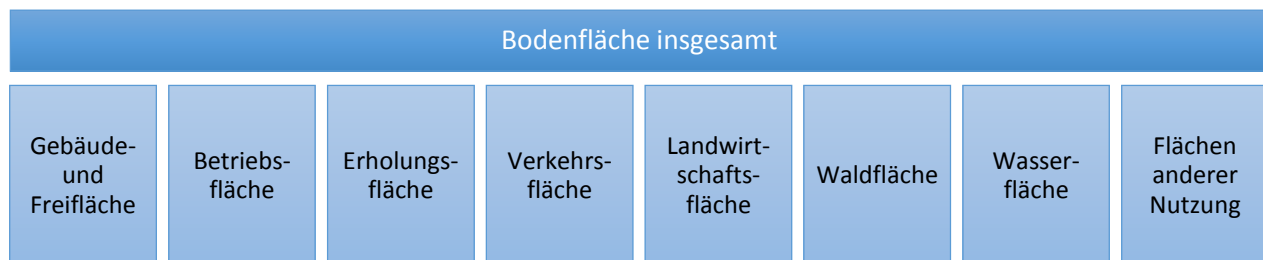 Bodenfläche insgesamt
Gebäude-
und
Freifläche
Betriebs-
fläche
Erholungs-
fläche
Verkehrs-
fläche
Landwirt-
schafts-
fläche
Waldfläche
Wasser-
fläche
Flächen
anderer
Nutzung